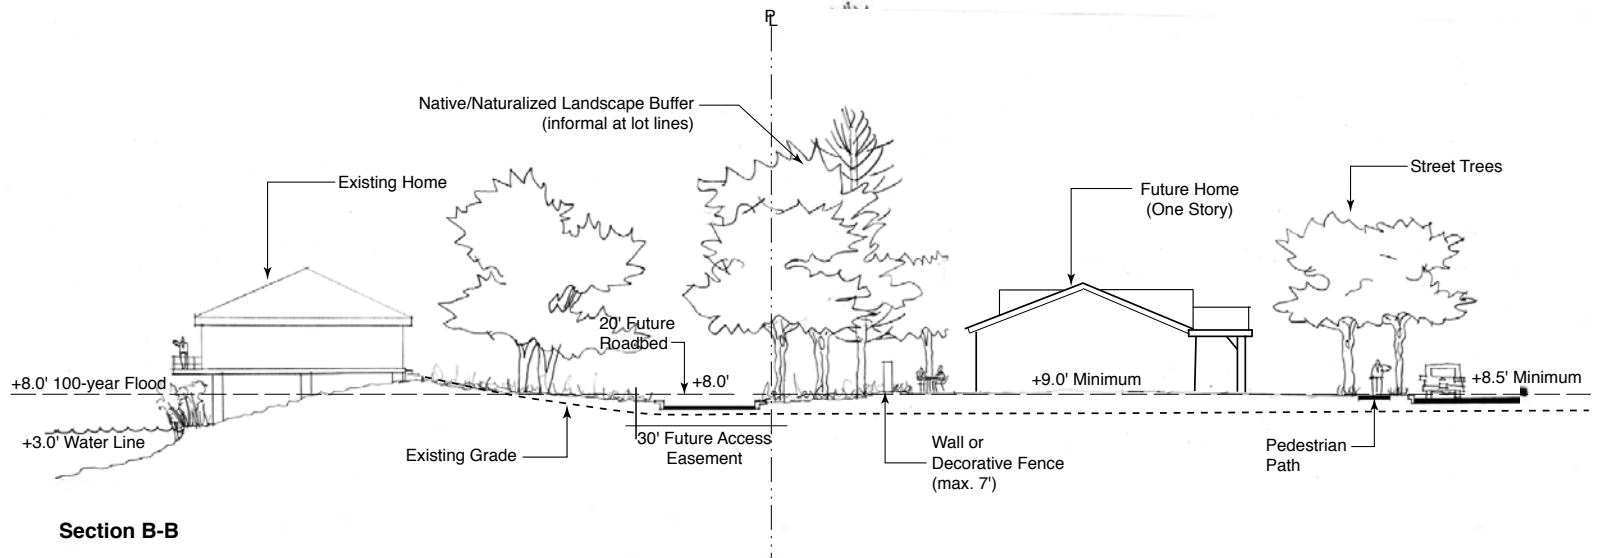 PL
Native/Naturalized Landscape Buffer
(informal at lot lines)
Existing Home
Street Trees
Future Home
(One Story)
20' Future
Roadbed
+8.0' 100-year Flood
+8.0'
+9.0' Minimum
+8.5' Minimum
+3.0' Water Line
Existing Grade
30' Future Access
Easement
Wall or
Decorative Fence
(max. 7')
Pedestrian
Path
Section B-B